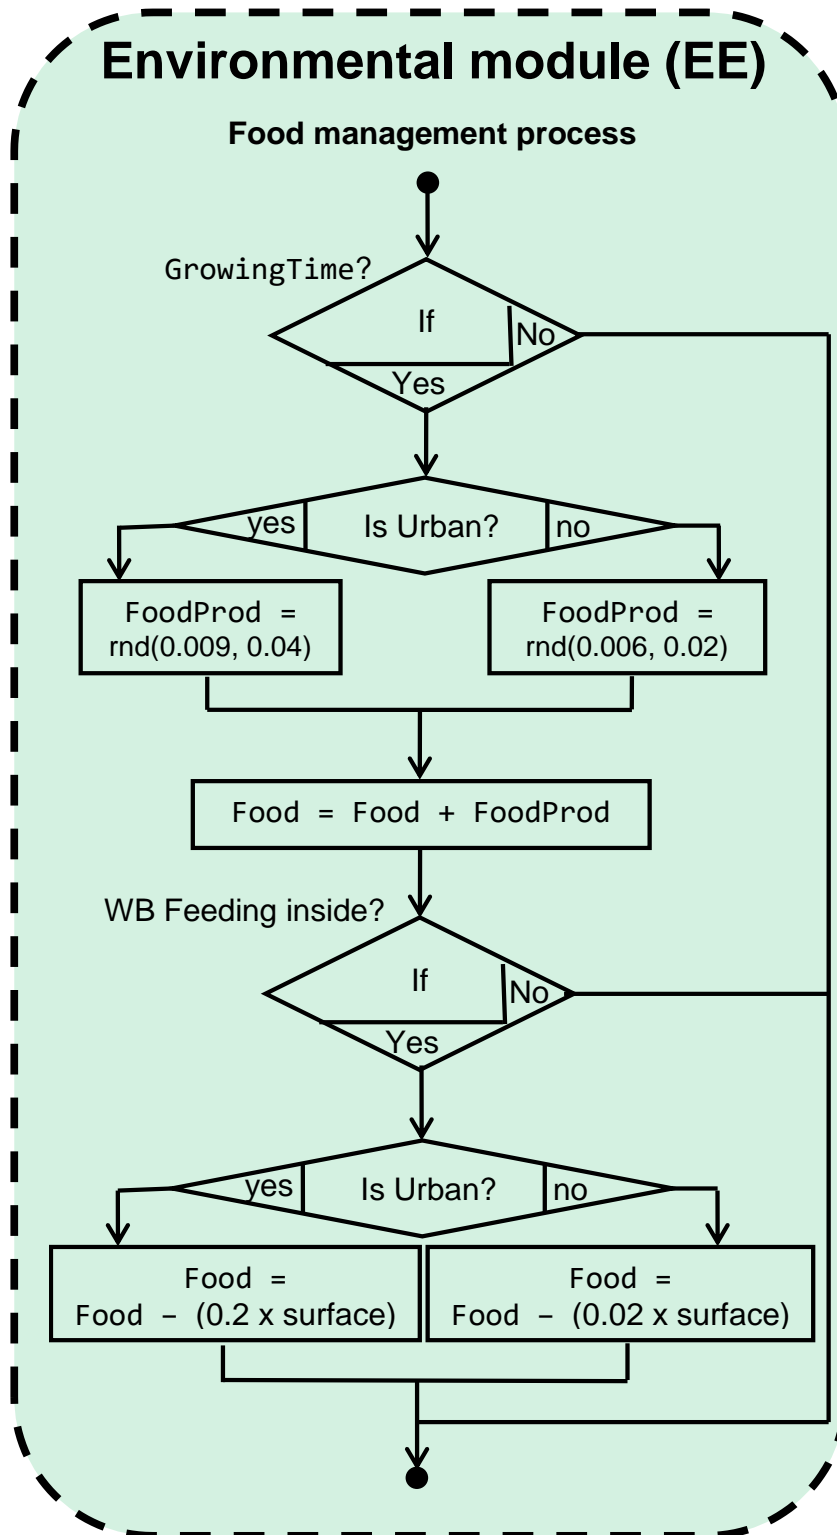 Environmental module (EE)
Food management process
GrowingTime?
If
No
Yes
yes
Is Urban?
no
FoodProd =
rnd(0.009, 0.04)
FoodProd =
rnd(0.006, 0.02)
Food = Food + FoodProd
WB Feeding inside?
If
No
Yes
yes
Is Urban?
no
Food =
Food – (0.2 x surface)
Food =
Food – (0.02 x surface)